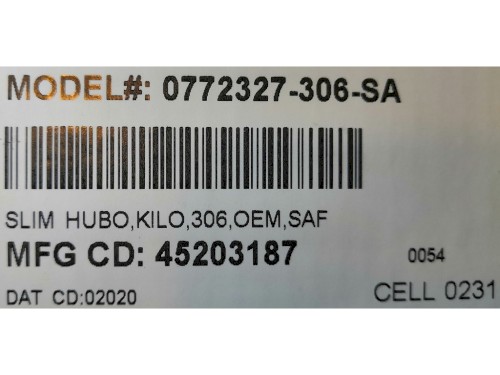 MODEL#: 0772327-306-SA
SLIM HUBO,KILO,306,OEM,SAF
MFG CD: 45203187
0054
DAT CD:02020
CELL 0231